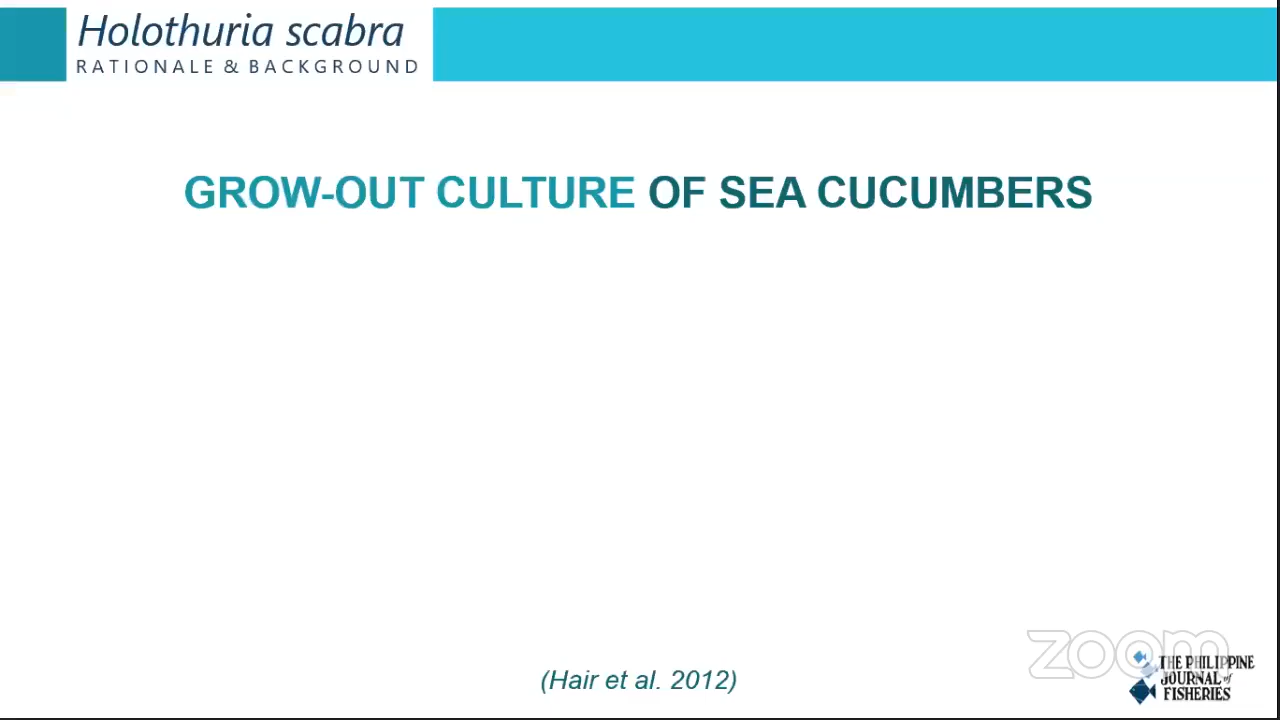 Holothuria scabra
RATIONALE & BACKGROUND
GROW-OUT CULTURE OF SEA CUCUMBERS
(Hair et al. 2012)
zoom
THE PHILIPPINE
JOURNAL of
FISHERIES